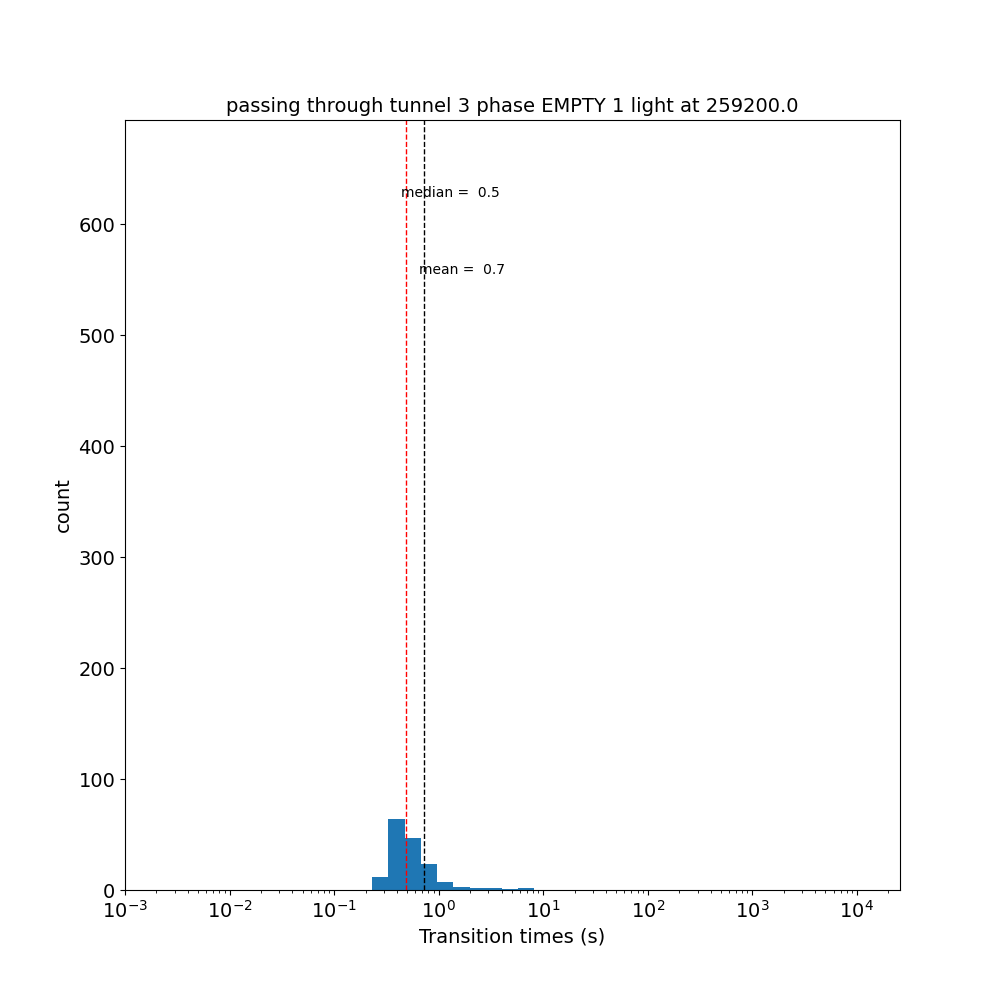 passing through tunnel 3 phase EMPTY 1 light at 259200.0
median =  0.5
mean =  0.7
600
500
400
300
200
100
0
count
10⁻³ 10⁻² 10⁻¹ 10⁰ 10¹ 10² 10³ 10⁴
Transition times (s)